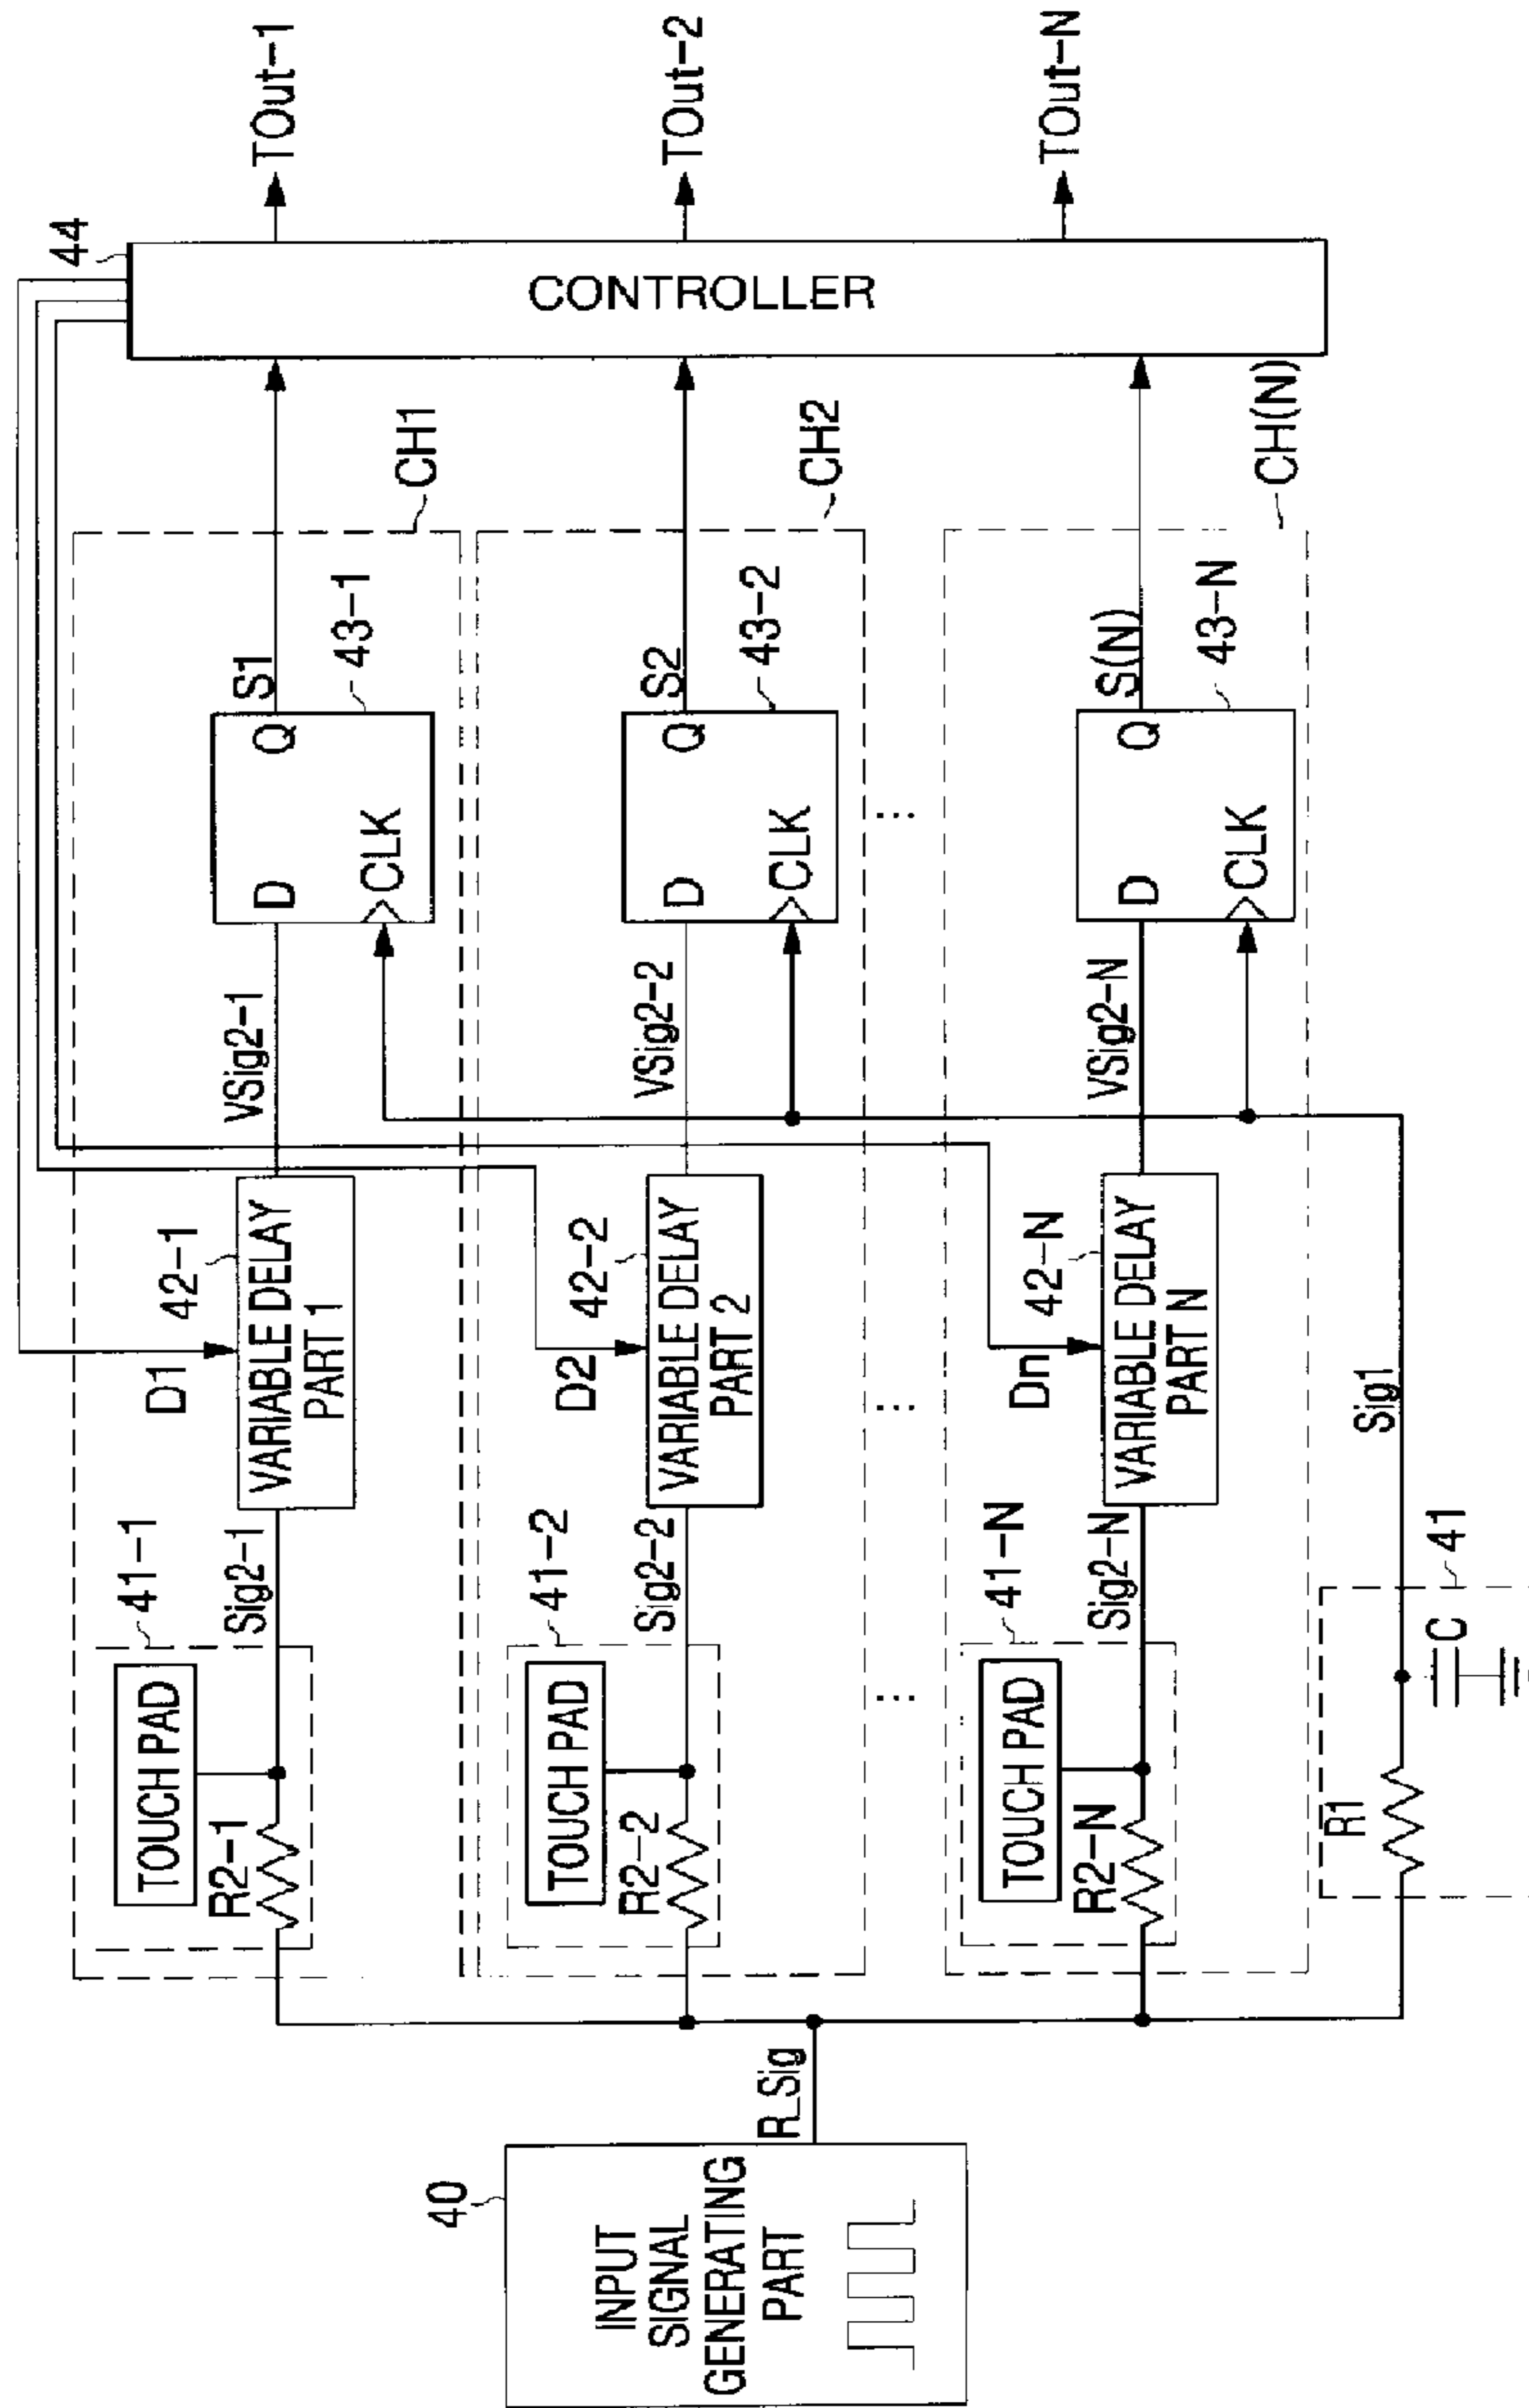 40
INPUT
SIGNAL
GENERATING
PART
R_Sig
41-1
TOUCH PAD
R2-1
Sig2-1
D1
42-1
VARIABLE DELAY
PART 1
VSig2-1
D
Q
CLK
S1
43-1
CH1
41-2
TOUCH PAD
R2-2
Sig2-2
D2
42-2
VARIABLE DELAY
PART 2
VSig2-2
D
Q
CLK
S2
43-2
CH2
...
...
...
41-N
TOUCH PAD
R2-N
Sig2-N
Dn
42-N
VARIABLE DELAY
PART N
VSig2-N
D
Q
CLK
S(N)
43-N
CH(N)
R1
C
41
Sig1
44
CONTROLLER
TOut-1
TOut-2
TOut-N